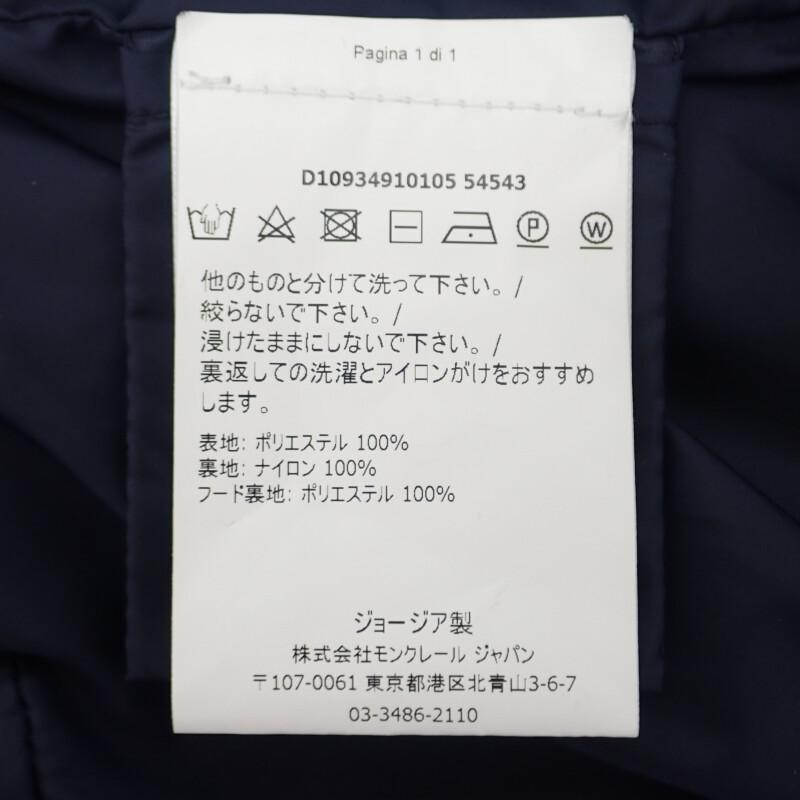 Pagina 1 di 1
D10934910105 54543
P W
他のものと分けて洗って下さい。/
絞らないで下さい。/
浸けたままにしないで下さい。/
裏返しての洗濯とアイロンがけをおすすめ
します。
表地: ポリエステル 100%
裏地: ナイロン 100%
フード裏地: ポリエステル 100%
ジョージア製
株式会社モンクレール ジャパン
〒107-0061 東京都港区北青山3-6-7
03-3486-2110